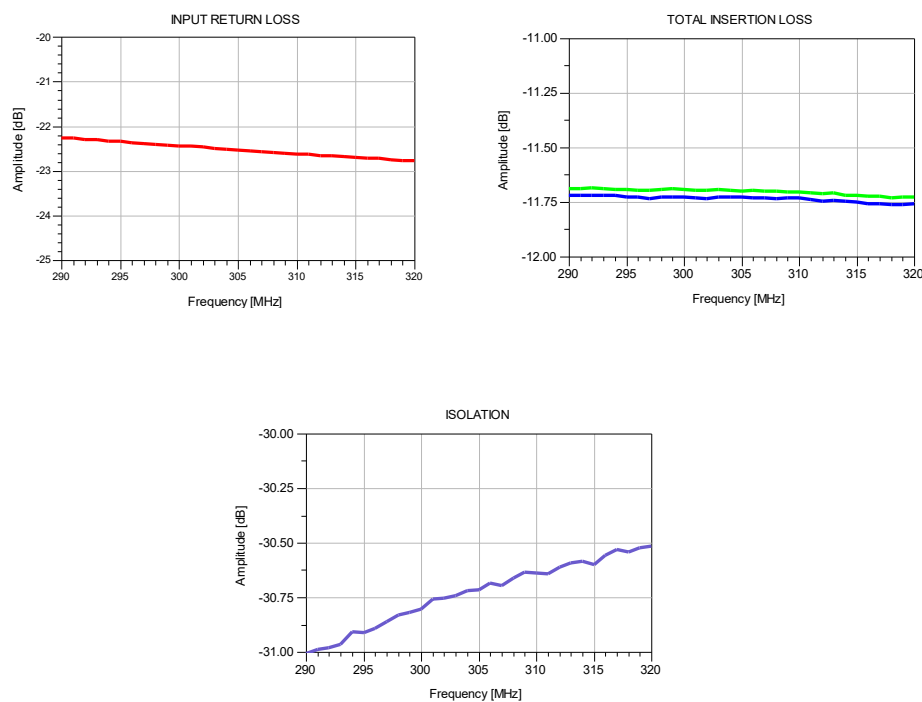 INPUT RETURN LOSS
-20
-21
-22
-23
-24
-25
Amplitude [dB]
290 295 300 305 310 315 320
Frequency [MHz]
TOTAL INSERTION LOSS
-11.00
-11.25
-11.50
-11.75
-12.00
Amplitude [dB]
290 295 300 305 310 315 320
Frequency [MHz]
ISOLATION
-30.00
-30.25
-30.50
-30.75
-31.00
Amplitude [dB]
290 295 300 305 310 315 320
Frequency [MHz]